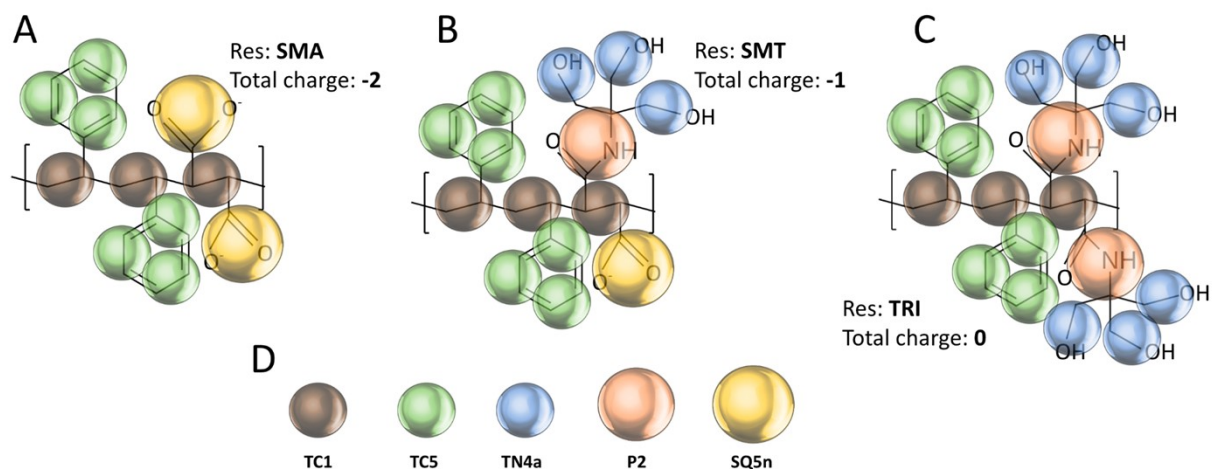 A
Res: SMA
Total charge: -2
O
O-
O-
O
B
Res: SMT
Total charge: -1
OH
OH
OH
O
NH
O-
O
C
OH
OH
OH
O
NH
O
NH
OH
OH
OH
Res: TRI
Total charge: 0
D
TC1 TC5 TN4a P2 SQ5n